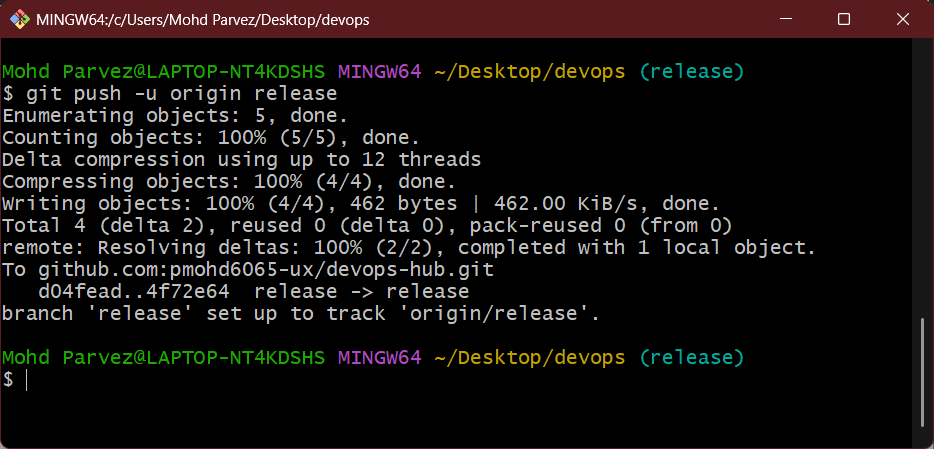 MINGW64:/c/Users/Mohd Parvez/Desktop/devops
Mohd Parvez@LAPTOP-NT4KDSHS MINGW64 ~/Desktop/devops (release)
$ git push -u origin release
Enumerating objects: 5, done.
Counting objects: 100% (5/5), done.
Delta compression using up to 12 threads
Compressing objects: 100% (4/4), done.
Writing objects: 100% (4/4), 462 bytes | 462.00 KiB/s, done.
Total 4 (delta 2), reused 0 (delta 0), pack-reused 0 (from 0)
remote: Resolving deltas: 100% (2/2), completed with 1 local object.
To github.com:pmohd6065-ux/devops-hub.git
   d04fead..4f72e64  release -> release
branch 'release' set up to track 'origin/release'.
Mohd Parvez@LAPTOP-NT4KDSHS MINGW64 ~/Desktop/devops (release)
$